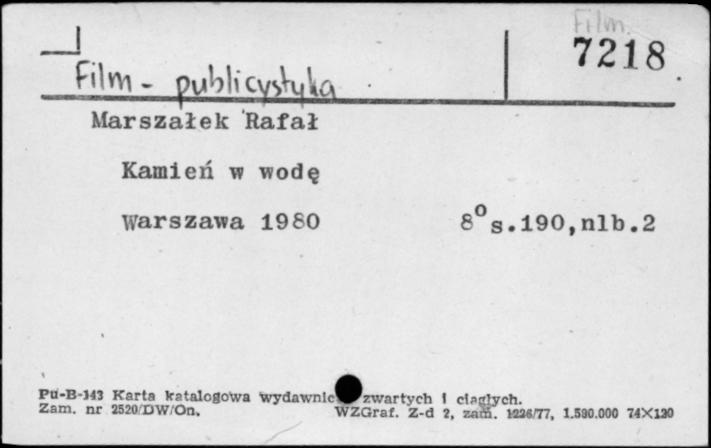 Film.
7218
Film - publicystyka
Marszałek Rafał
Kamień w wodę
Warszawa 1980 8° s.190,nlb.2
Pu-B-143 Karta katalogowa wydawnic zwartych i ciągłych.
Zam. nr 2520/DW/On. WZGraf. Z-d 2, zam. 1226/77, 1.590.000 74X120